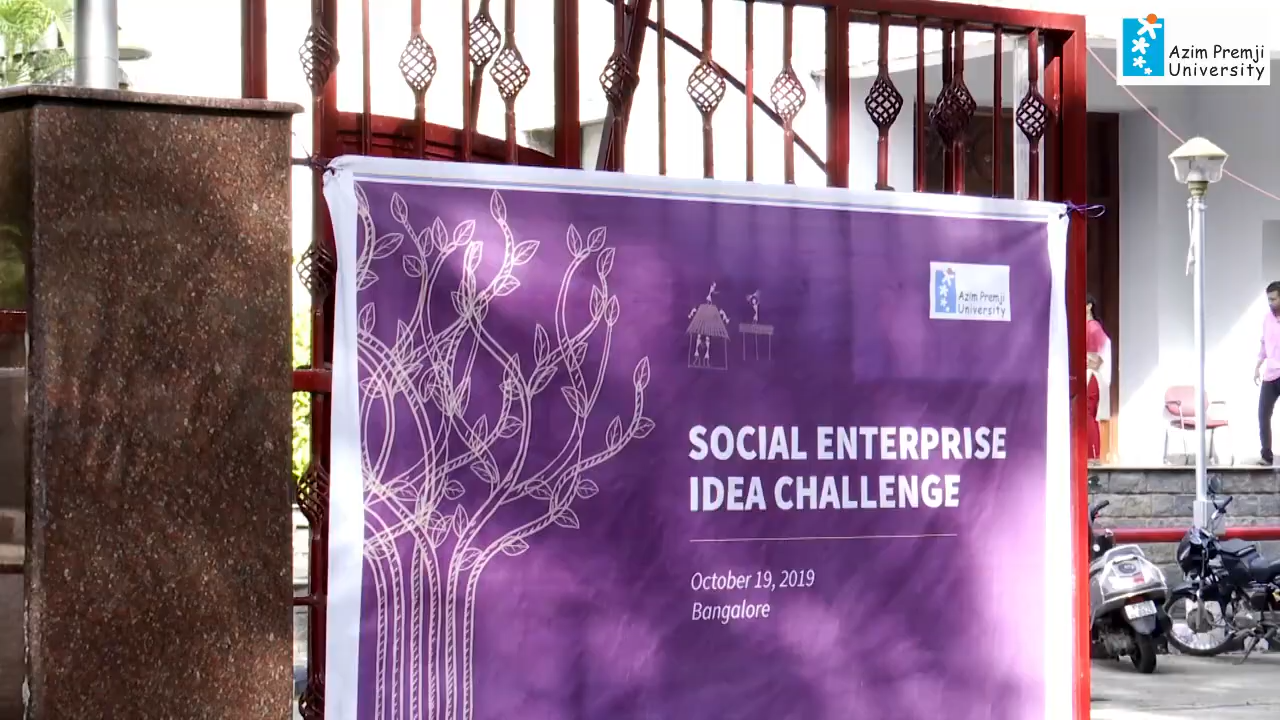 Azim Premji
University
Azim Premji
University
SOCIAL ENTERPRISE
IDEA CHALLENGE
October 19, 2019
Bangalore